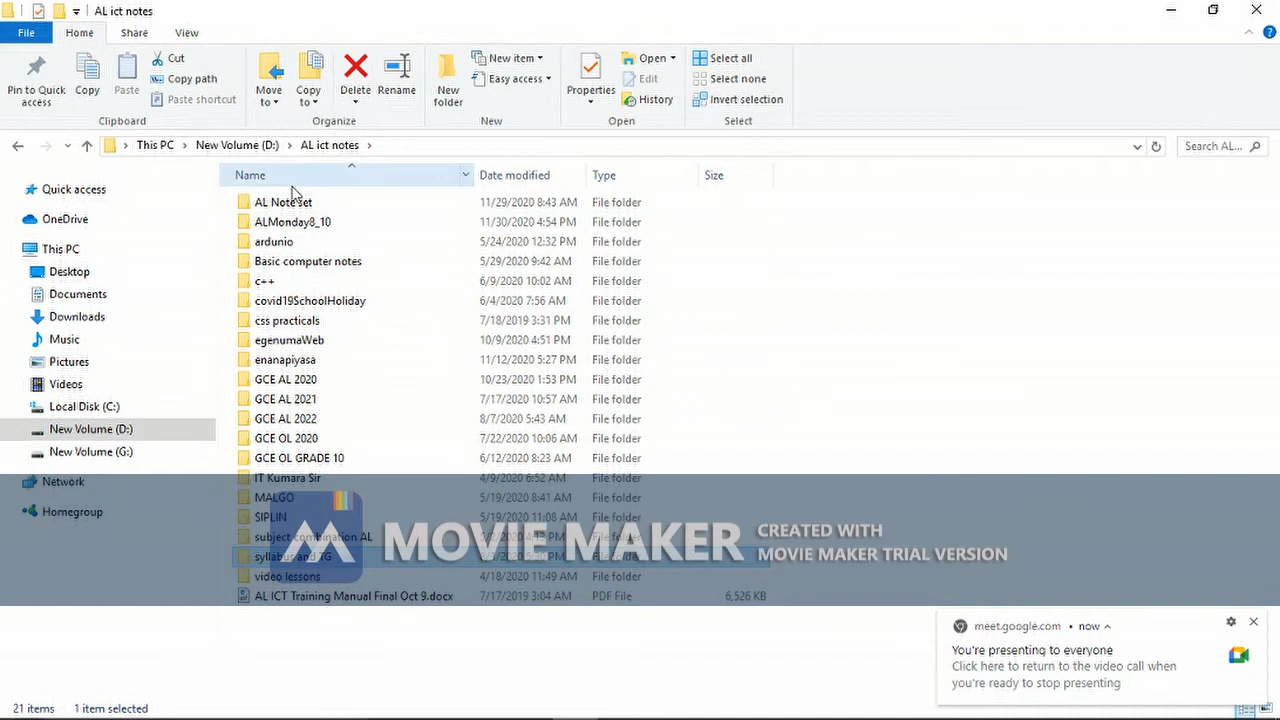 AL ict notes
File Home Share View
Pin to Quick access
Copy
Paste
Cut
Copy path
Paste shortcut
Clipboard
Move to
Copy to
Delete
Rename
Organize
New folder
New item
Easy access
New
Properties
Open
Edit
History
Open
Select all
Select none
Invert selection
Select
This PC New Volume (D:) AL ict notes
Search AL...
Quick access
OneDrive
This PC
Desktop
Documents
Downloads
Music
Pictures
Videos
Local Disk (C:)
New Volume (D:)
New Volume (G:)
Network
Homegroup
Name Date modified Type Size
AL Note set 11/29/2020 8:43 AM File folder
ALMonday8_10 11/30/2020 4:54 PM File folder
ardunio 5/24/2020 12:32 PM File folder
Basic computer notes 5/29/2020 9:42 AM File folder
c++ 6/9/2020 10:02 AM File folder
covid19SchoolHoliday 6/4/2020 7:56 AM File folder
css practicals 7/18/2019 3:31 PM File folder
egenumaWeb 10/9/2020 4:51 PM File folder
enanapiyasa 11/12/2020 5:27 PM File folder
GCE AL 2020 10/23/2020 1:53 PM File folder
GCE AL 2021 7/17/2020 10:57 AM File folder
GCE AL 2022 8/7/2020 5:43 AM File folder
GCE OL 2020 7/22/2020 10:06 AM File folder
GCE OL GRADE 10 6/12/2020 8:23 AM File folder
IT Kumara Sir 4/9/2020 6:52 AM File folder
MALGO 5/19/2020 8:41 AM File folder
SIPLIN 5/19/2020 11:08 AM File folder
subject combination AL File folder
syllabus and TG File folder
video lessons 4/18/2020 11:49 AM File folder
AL ICT Training Manual Final Oct 9.docx 7/17/2019 3:04 AM PDF File 6,526 KB
MOVIE MAKER
CREATED WITH
MOVIE MAKER TRIAL VERSION
meet.google.com • now
You're presenting to everyone
Click here to return to the video call when
you're ready to stop presenting
21 items 1 item selected